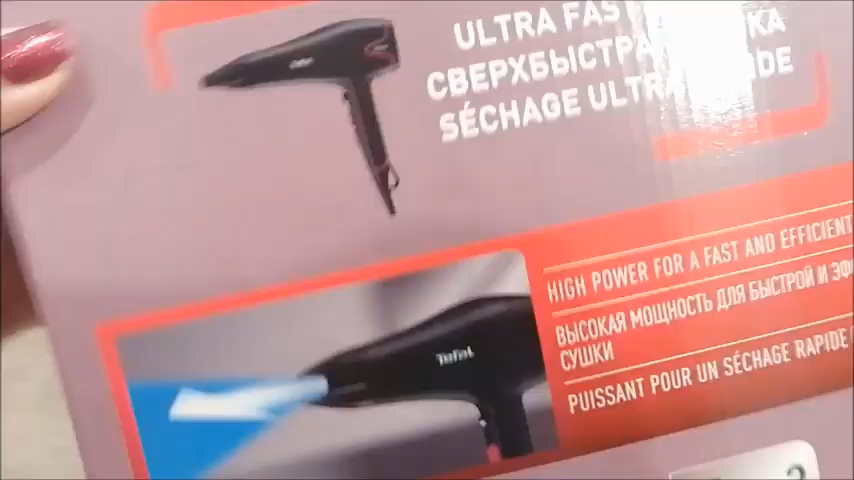 ULTRA FAST
СВЕРХБЫСТРАЯ
SÉCHAGE ULTRA
HIGH POWER FOR A FAST AND EFFICIENT
ВЫСОКАЯ МОЩНОСТЬ ДЛЯ БЫСТРОЙ И
СУШКИ
PUISSANT POUR UN SÉCHAGE RAPIDE
Tefal